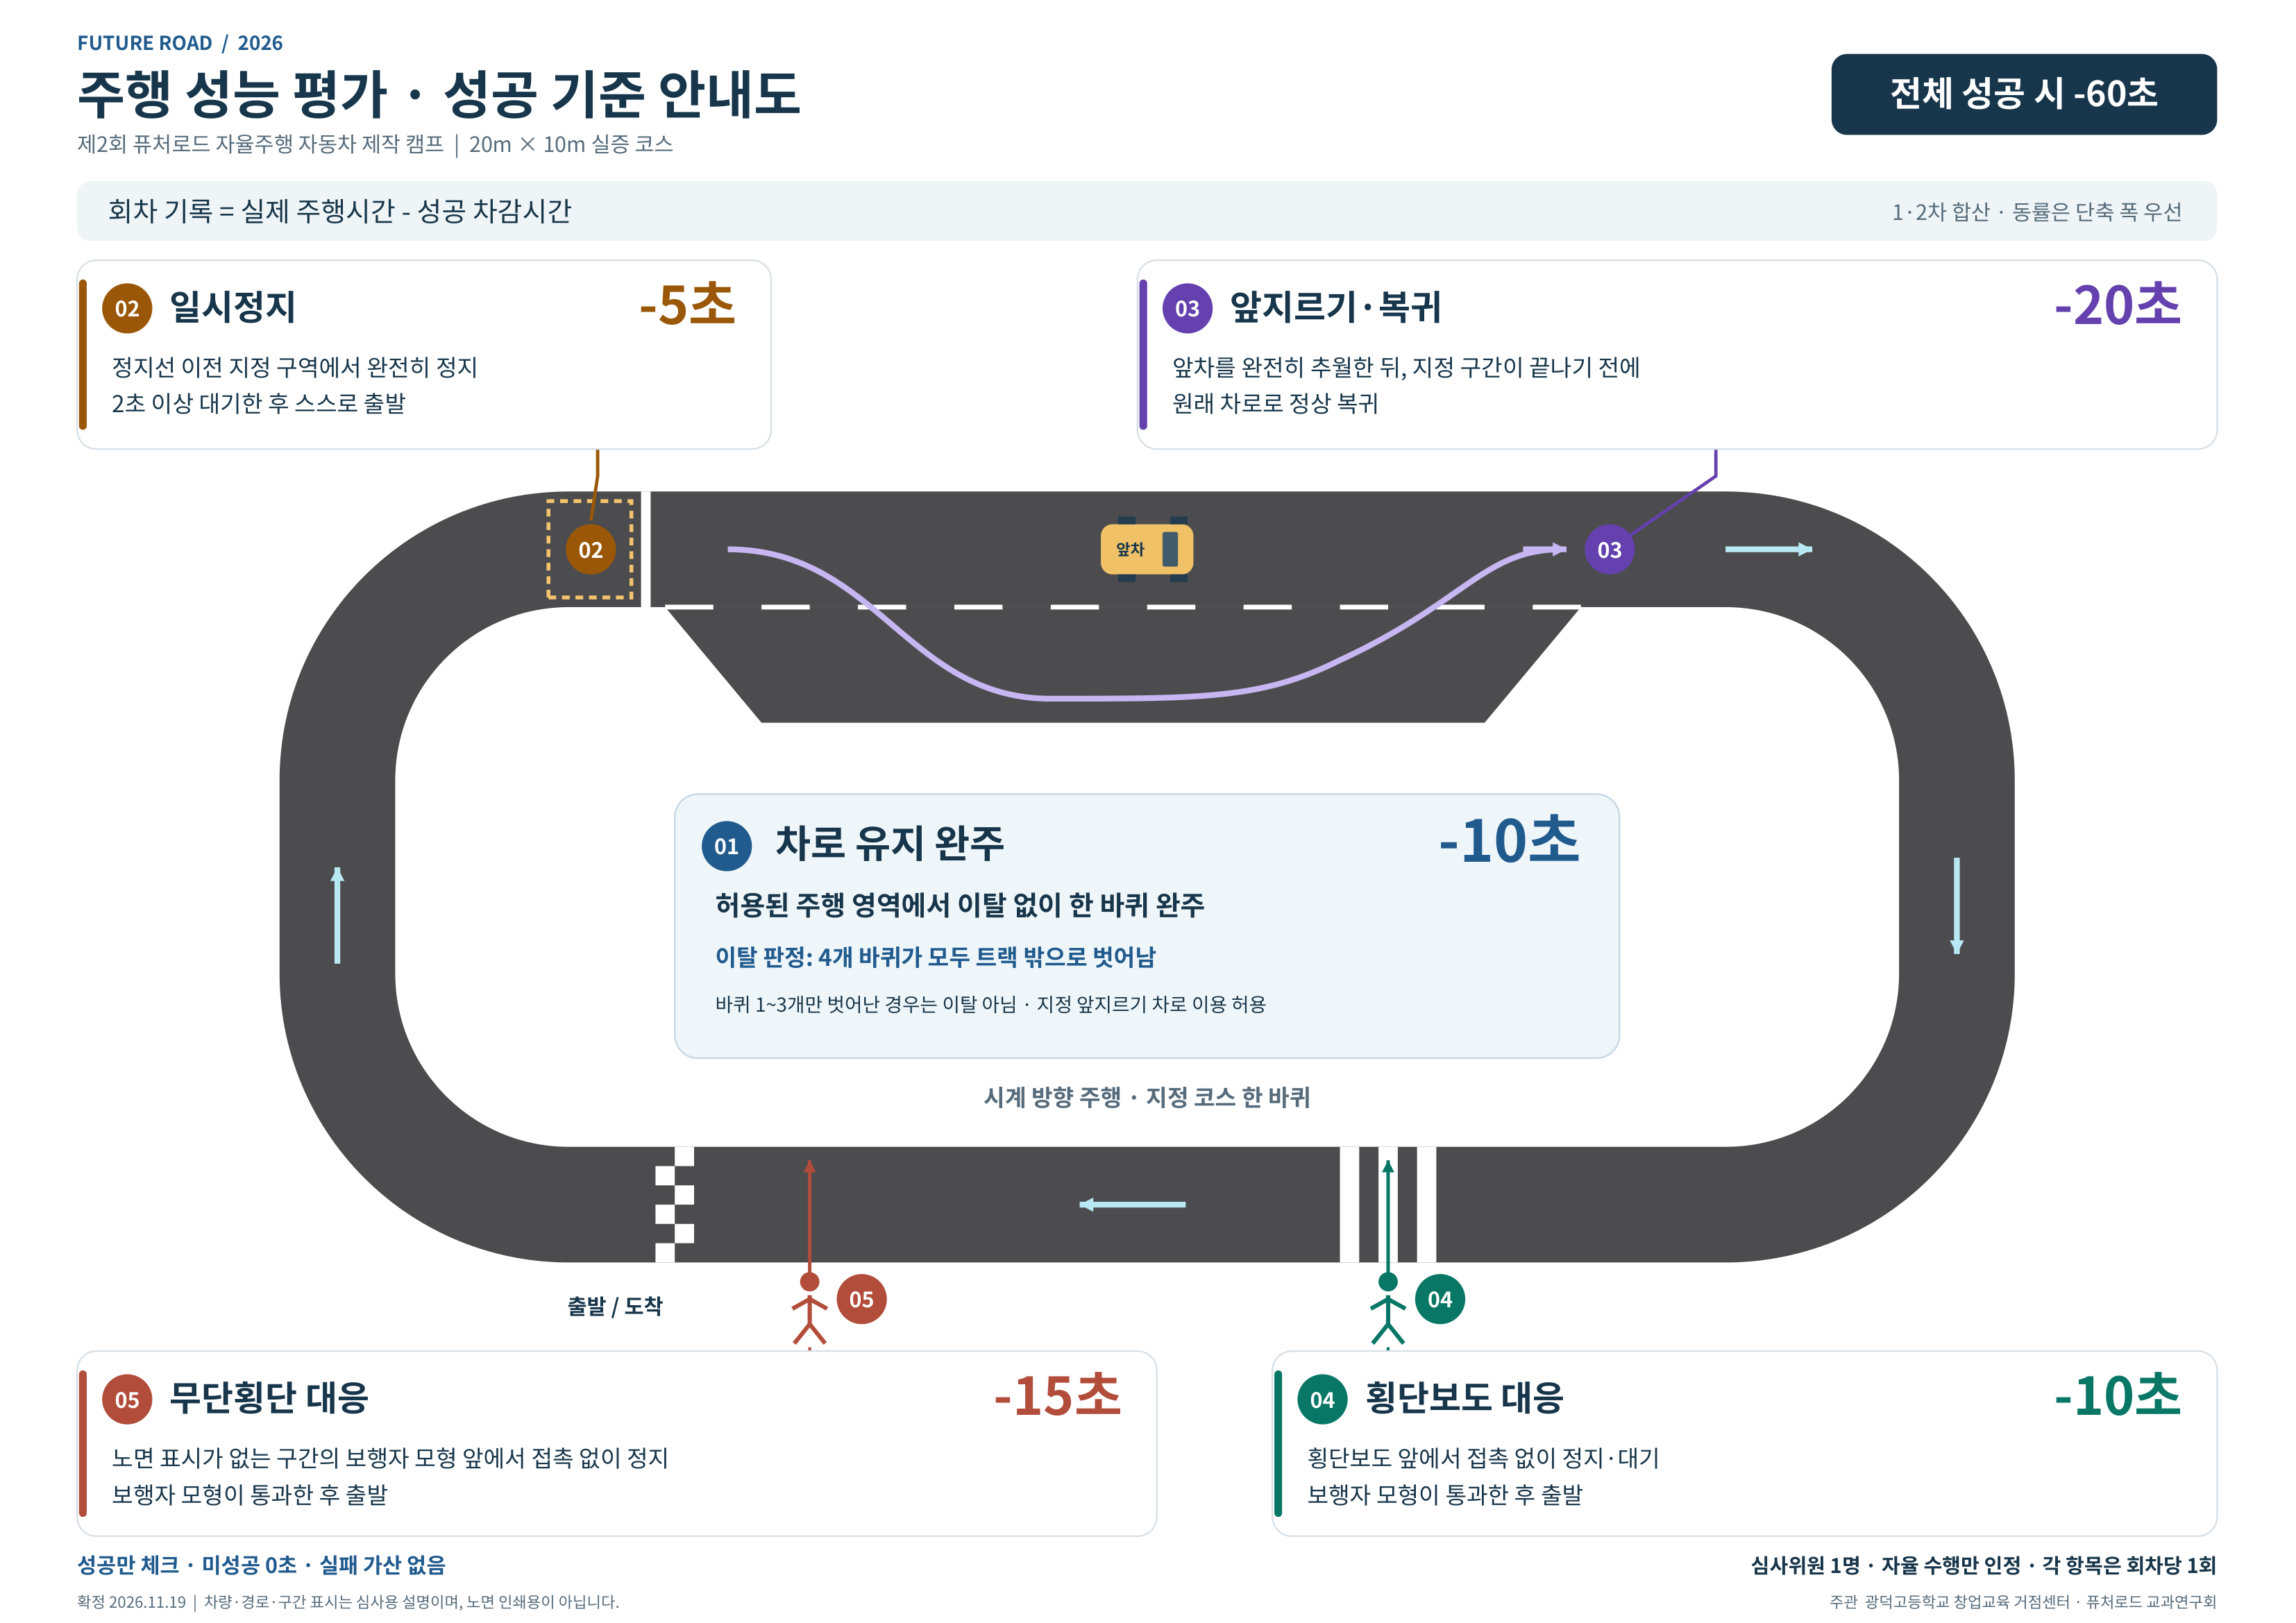 FUTURE ROAD / 2026
주행 성능 평가 · 성공 기준 안내도
제2회 퓨처로드 자율주행 자동차 제작 캠프 | 20m × 10m 실증 코스
전체 성공 시 -60초
회차 기록 = 실제 주행시간 - 성공 차감시간
1·2차 합산 · 동률은 단축 폭 우선
02 일시정지 -5초
정지선 이전 지정 구역에서 완전히 정지
2초 이상 대기한 후 스스로 출발
03 앞지르기·복귀 -20초
앞차를 완전히 추월한 뒤, 지정 구간이 끝나기 전에
원래 차로로 정상 복귀
02
앞차
03
01 차로 유지 완주 -10초
허용된 주행 영역에서 이탈 없이 한 바퀴 완주
이탈 판정: 4개 바퀴가 모두 트랙 밖으로 벗어남
바퀴 1~3개만 벗어난 경우는 이탈 아님 · 지정 앞지르기 차로 이용 허용
시계 방향 주행 · 지정 코스 한 바퀴
출발 / 도착
05
04
05 무단횡단 대응 -15초
노면 표시가 없는 구간의 보행자 모형 앞에서 접촉 없이 정지
보행자 모형이 통과한 후 출발
04 횡단보도 대응 -10초
횡단보도 앞에서 접촉 없이 정지·대기
보행자 모형이 통과한 후 출발
성공만 체크 · 미성공 0초 · 실패 가산 없음
심사위원 1명 · 자율 수행만 인정 · 각 항목은 회차당 1회
확정 2026.11.19 | 차량·경로·구간 표시는 심사용 설명이며, 노면 인쇄용이 아닙니다.
주관 광덕고등학교 창업교육 거점센터 · 퓨처로드 교과연구회